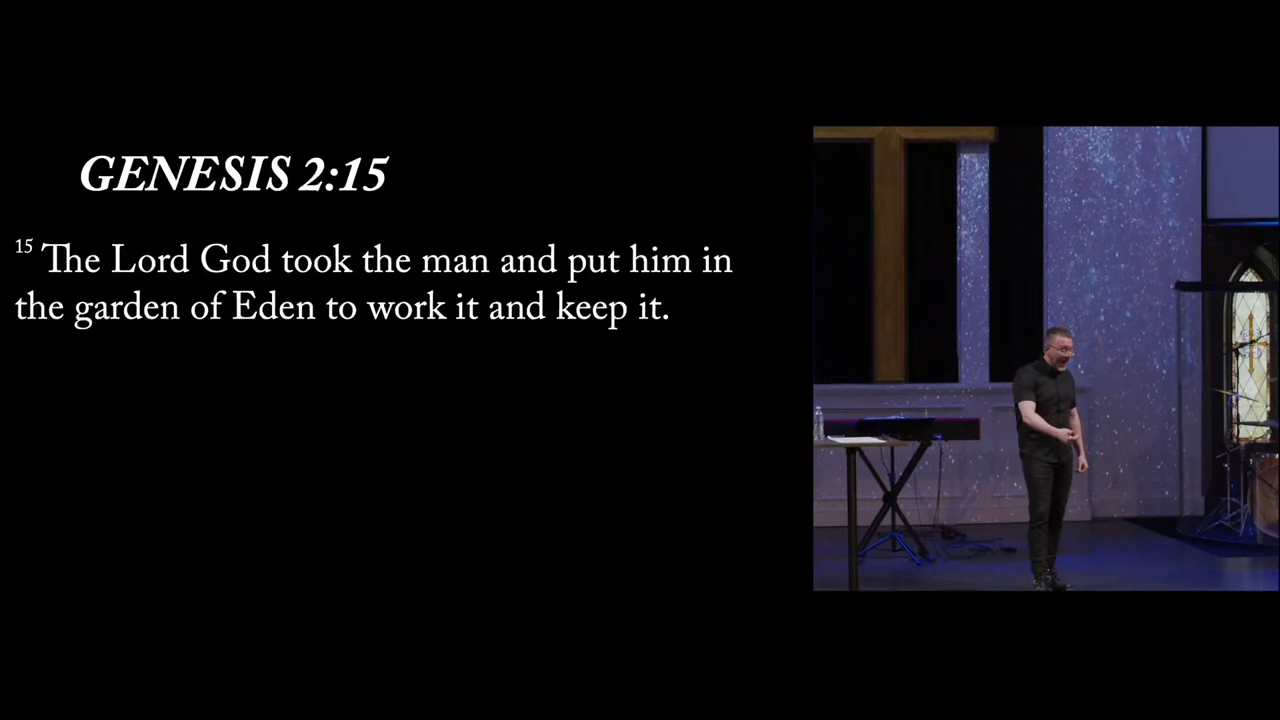 GENESIS 2:15
15 The Lord God took the man and put him in
the garden of Eden to work it and keep it.